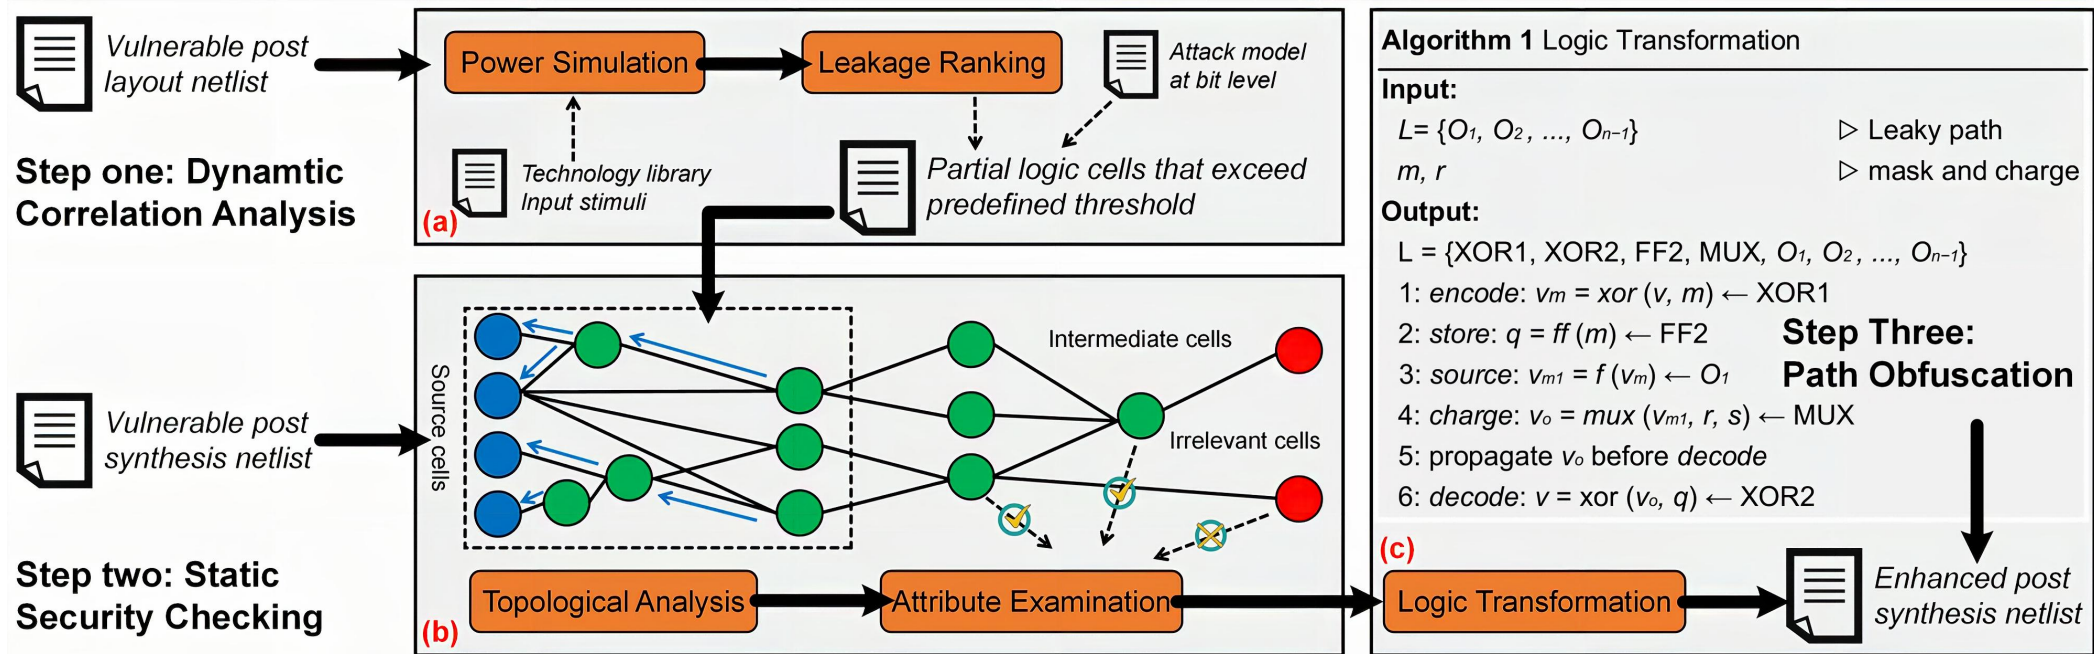 Vulnerable post
layout netlist
Step one: Dynamtic
Correlation Analysis
Power Simulation
Leakage Ranking
Attack model
at bit level
Technology library
Input stimuli
Partial logic cells that exceed
predefined threshold
(a)
Vulnerable post
synthesis netlist
Step two: Static
Security Checking
Source cells
Intermediate cells
Irrelevant cells
Topological Analysis
Attribute Examination
(b)
Algorithm 1 Logic Transformation
Input:
L= {O₁, O₂ , ..., Oₙ₋₁} ▷ Leaky path
m, r ▷ mask and charge
Output:
L = {XOR1, XOR2, FF2, MUX, O₁, O₂ , ..., Oₙ₋₁}
1: encode: vₘ = xor (v, m) ← XOR1
2: store: q = ff (m) ← FF2
3: source: vₘ₁ = f (vₘ) ← O₁
4: charge: vₒ = mux (vₘ₁, r, s) ← MUX
5: propagate vₒ before decode
6: decode: v = xor (vₒ, q) ← XOR2
Step Three:
Path Obfuscation
(c)
Logic Transformation
Enhanced post
synthesis netlist